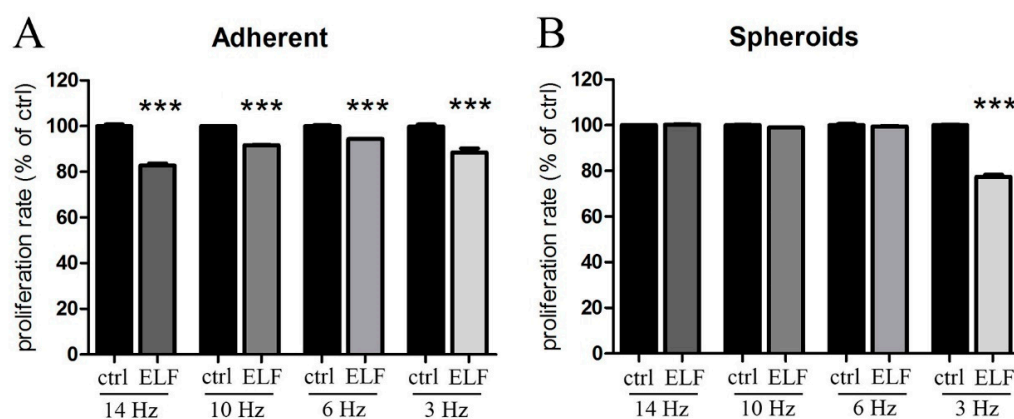 A
Adherent
proliferation rate (% of ctrl)
120
100
80
60
40
20
0
***
***
***
***
ctrl ELF ctrl ELF ctrl ELF ctrl ELF
14 Hz 10 Hz 6 Hz 3 Hz
B
Spheroids
proliferation rate (% of ctrl)
120
100
80
60
40
20
0
***
ctrl ELF ctrl ELF ctrl ELF ctrl ELF
14 Hz 10 Hz 6 Hz 3 Hz